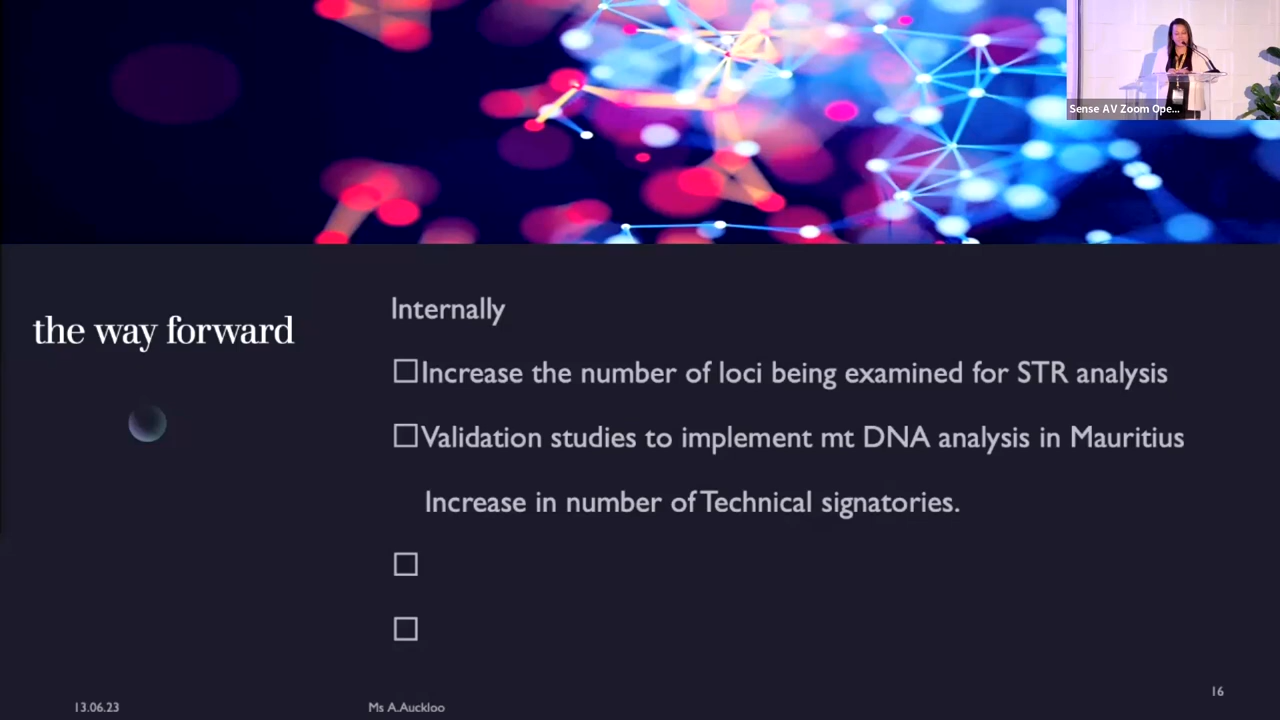 Sense AV Zoom Ope...
the way forward
Internally
☐Increase the number of loci being examined for STR analysis
☐Validation studies to implement mt DNA analysis in Mauritius
Increase in number of Technical signatories.
☐
☐
13.06.23
Ms A.Auckloo
16